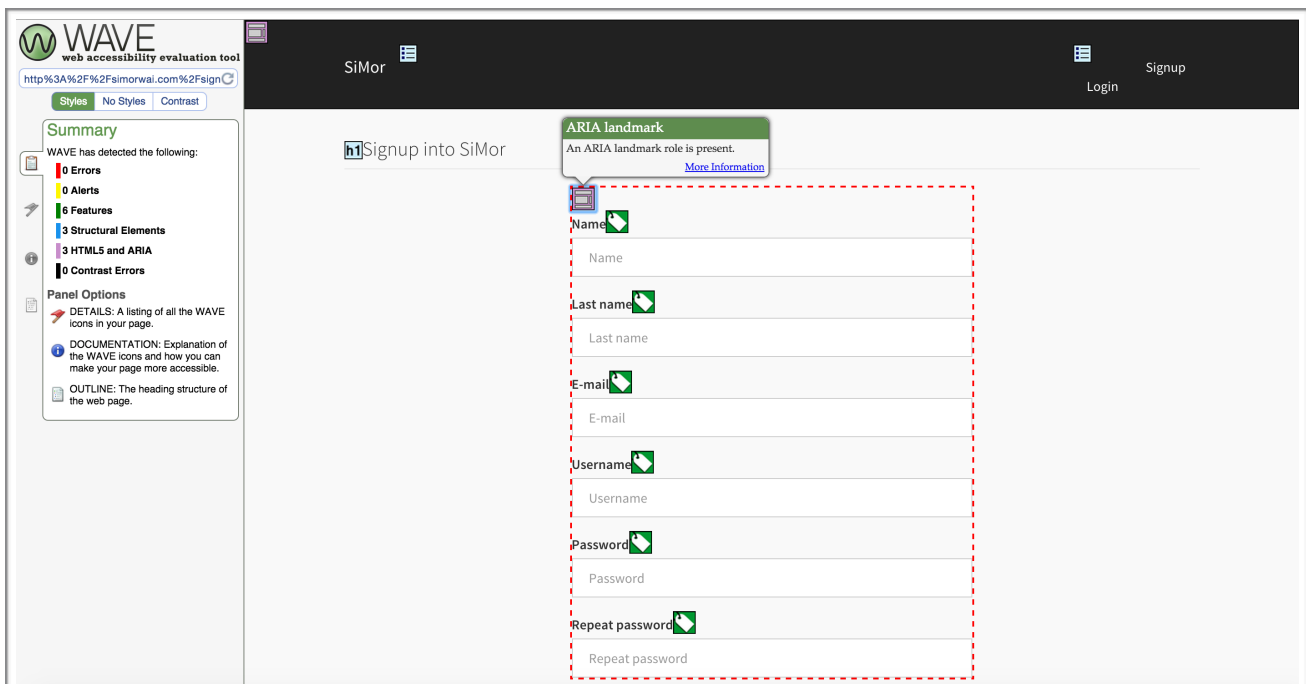 WAVE
web accessibility evaluation tool
http%3A%2F%2Fsimorwai.com%2Fsign
Styles No Styles Contrast
Summary
WAVE has detected the following:
0 Errors
0 Alerts
6 Features
3 Structural Elements
3 HTML5 and ARIA
0 Contrast Errors
Panel Options
DETAILS: A listing of all the WAVE
icons in your page.
DOCUMENTATION: Explanation of
the WAVE icons and how you can
make your page more accessible.
OUTLINE: The heading structure of
the web page.
SiMor
Signup
Login
h1 Signup into SiMor
ARIA landmark
An ARIA landmark role is present.
More Information
Name
Name
Last name
Last name
E-mail
E-mail
Username
Username
Password
Password
Repeat password
Repeat password